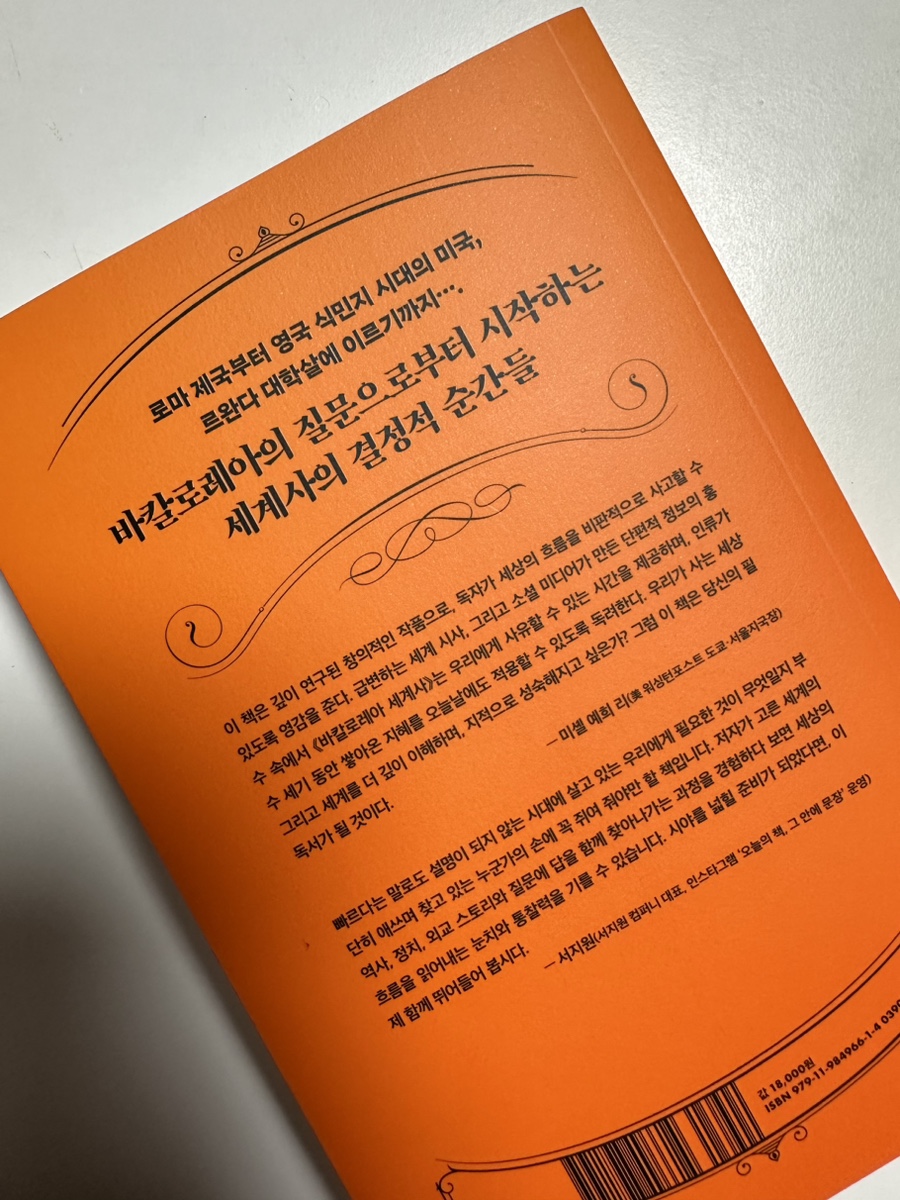 로마 제국부터 영국 식민지 시대의 미국,
르완다 대학살에 이르기까지….
바칼로레아의 질문으로부터 시작하는
세계사의 결정적 순간들
이 책은 깊이 연구된 창의적인 작품으로, 독자가 세상의 흐름을 비판적으로 사고할 수
있도록 영감을 준다. 급변하는 세계 시사, 그리고 소셜 미디어가 만든 단편적 정보의 홍
수 속에서 《바칼로레아 세계사》는 우리에게 사유할 수 있는 시간을 제공하며, 인류가
수 세기 동안 쌓아온 지혜를 오늘날에도 적용할 수 있도록 독려한다. 우리가 사는 세상
그리고 세계를 더 깊이 이해하며, 지적으로 성숙해지고 싶은가? 그럼 이 책은 당신의 필
독서가 될 것이다.
― 미셸 예희 리(美 워싱턴포스트 도쿄·서울지국장)
빠르다는 말로도 설명이 되지 않는 시대에 살고 있는 우리에게 필요한 것이 무엇일지 부
단히 애쓰며 찾고 있는 누군가의 손에 꼭 쥐여 줘야만 할 책입니다. 저자가 고른 세계의
역사, 정치, 외교 스토리와 질문에 답을 함께 찾아나가는 과정을 경험하다 보면 세상의
흐름을 읽어내는 눈치와 통찰력을 기를 수 있습니다. 시야를 넓힐 준비가 되었다면, 이
제 함께 뛰어들어 봅시다.
― 서지원(서지원 컴퍼니 대표, 인스타그램 '오늘의 책, 그 안에 문장' 운영)
값 18,000원
ISBN 979-11-984966-1-4